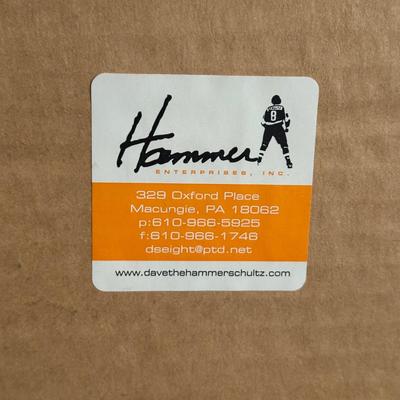 Hammer
ENTERPRISES, INC.
8
329 Oxford Place
Macungie, PA 18062
p:610-966-5925
f:610-966-1746
dseight@ptd.net
www.davethehammerschultz.com